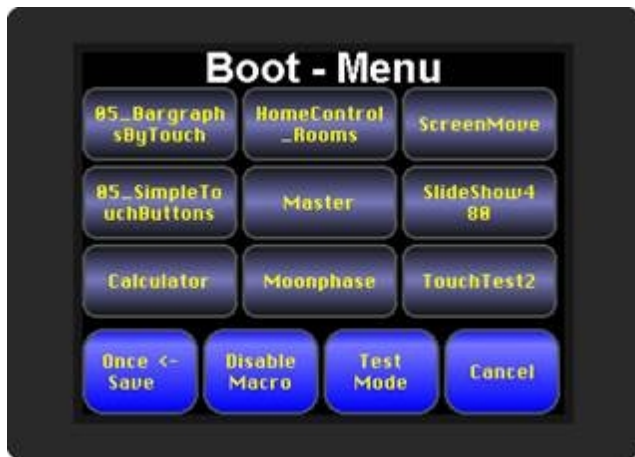 Boot - Menu
05_Bargraph
sByTouch
HomeControl
_Rooms
ScreenMove
05_SimpleTo
uchButtons
Master
SlideShow4
80
Calculator
Moonphase
TouchTest2
Once <-
Save
Disable
Macro
Test
Mode
Cancel